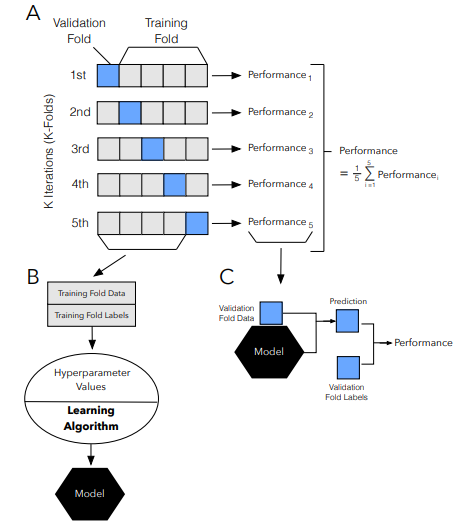 A
Validation
Fold
Training
Fold
K Iterations (K-Folds)
1st
Performance 1
2nd
Performance 2
3rd
Performance 3
4th
Performance 4
5th
Performance 5
Performance
= 1/5 5 ∑ i=1 Performance i
B
Training Fold Data
Training Fold Labels
Hyperparameter
Values
Learning
Algorithm
Model
C
Validation
Fold Data
Model
Prediction
Validation
Fold Labels
Performance